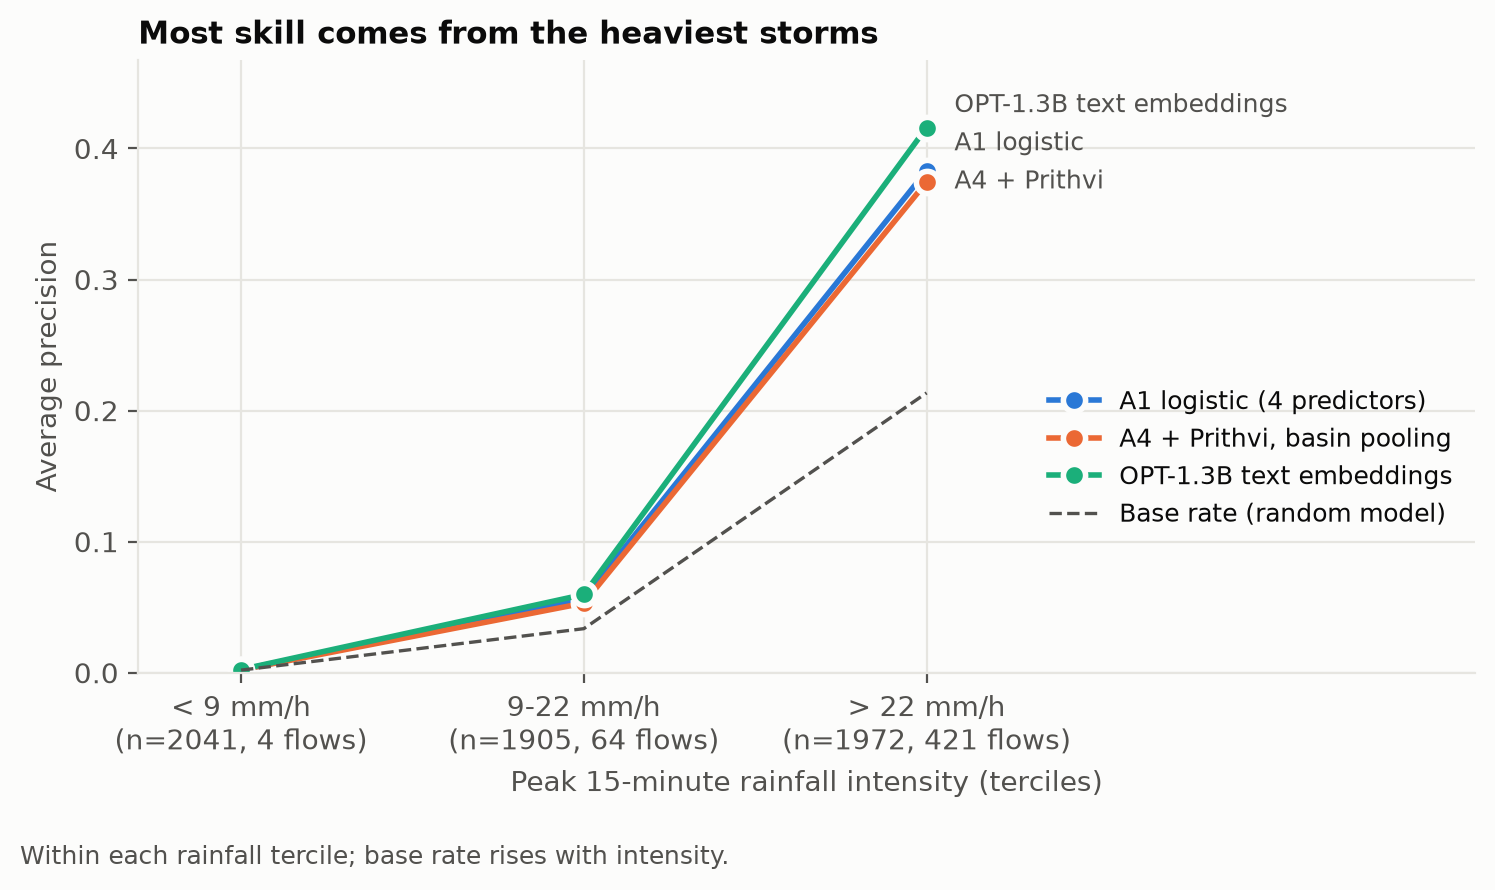 Most skill comes from the heaviest storms
OPT-1.3B text embeddings
A1 logistic
A4 + Prithvi
0.4
0.3
0.2
0.1
0.0
Average precision
A1 logistic (4 predictors)
A4 + Prithvi, basin pooling
OPT-1.3B text embeddings
Base rate (random model)
< 9 mm/h
(n=2041, 4 flows)
9-22 mm/h
(n=1905, 64 flows)
> 22 mm/h
(n=1972, 421 flows)
Peak 15-minute rainfall intensity (terciles)
Within each rainfall tercile; base rate rises with intensity.